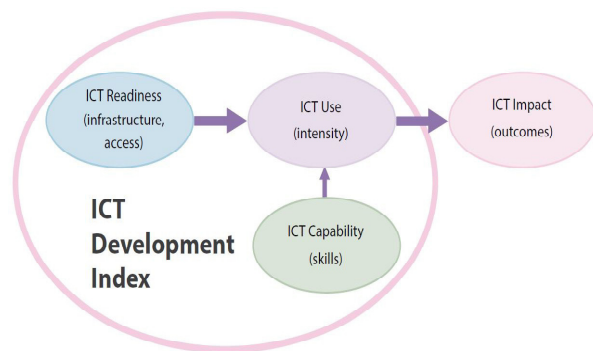 ICT Readiness
(infrastructure,
access)
ICT Use
(intensity)
ICT Impact
(outcomes)
ICT Capability
(skills)
ICT
Development
Index